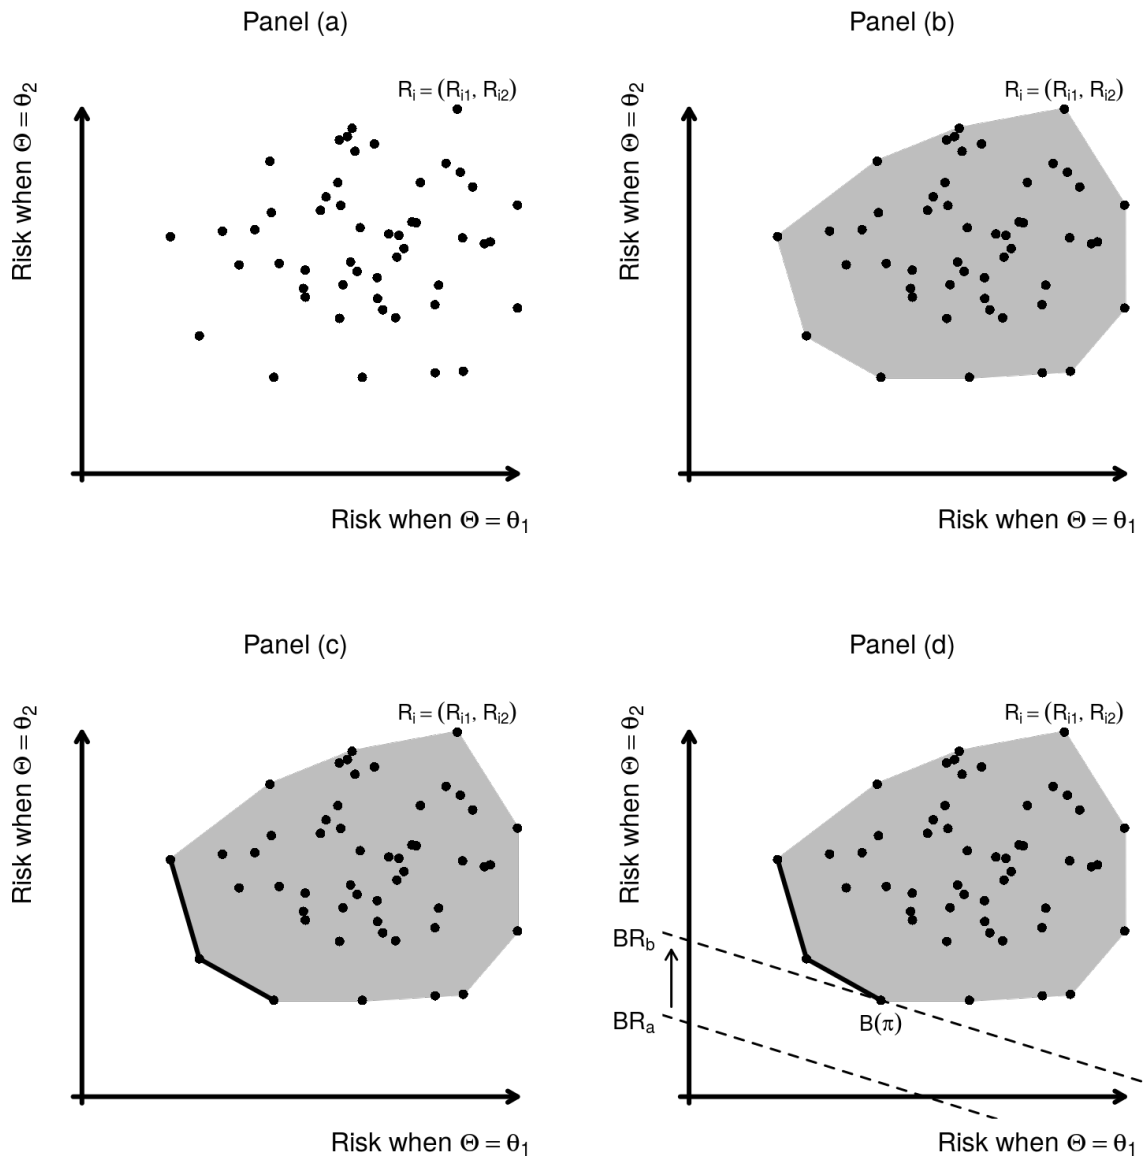 Panel (a)
Risk when Θ = θ₂
Rᵢ = (Rᵢ₁, Rᵢ₂)
Risk when Θ = θ₁
Panel (b)
Risk when Θ = θ₂
Rᵢ = (Rᵢ₁, Rᵢ₂)
Risk when Θ = θ₁
Panel (c)
Risk when Θ = θ₂
Rᵢ = (Rᵢ₁, Rᵢ₂)
Risk when Θ = θ₁
Panel (d)
Risk when Θ = θ₂
Rᵢ = (Rᵢ₁, Rᵢ₂)
BR_b
BR_a
B(π)
Risk when Θ = θ₁